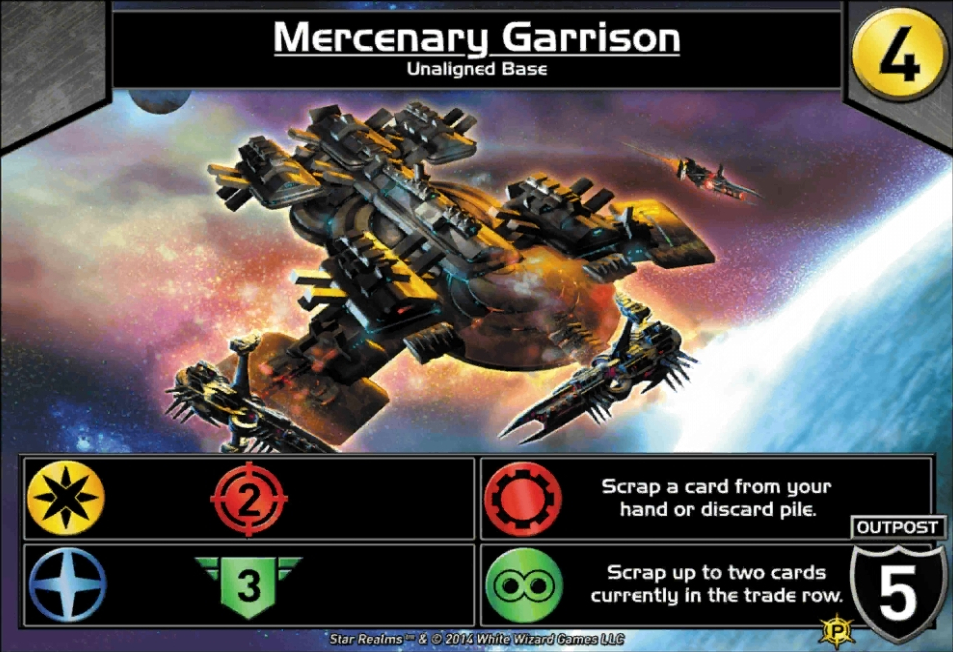 Mercenary Garrison
4
Unaligned Base
2
Scrap a card from your
hand or discard pile.
3
Scrap up to two cards
currently in the trade row.
OUTPOST
5
P
Star Realms™ & © 2014 White Wizard Games LLC